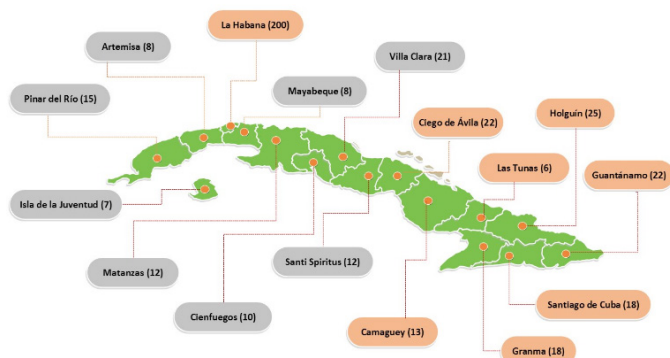 La Habana (200)
Artemisa (8)
Villa Clara (21)
Pinar del Río (15)
Mayabeque (8)
Ciego de Ávila (22)
Holguín (25)
Las Tunas (6)
Guantánamo (22)
Isla de la Juventud (7)
Matanzas (12)
Santi Spiritus (12)
Cienfuegos (10)
Camaguey (13)
Santiago de Cuba (18)
Granma (18)